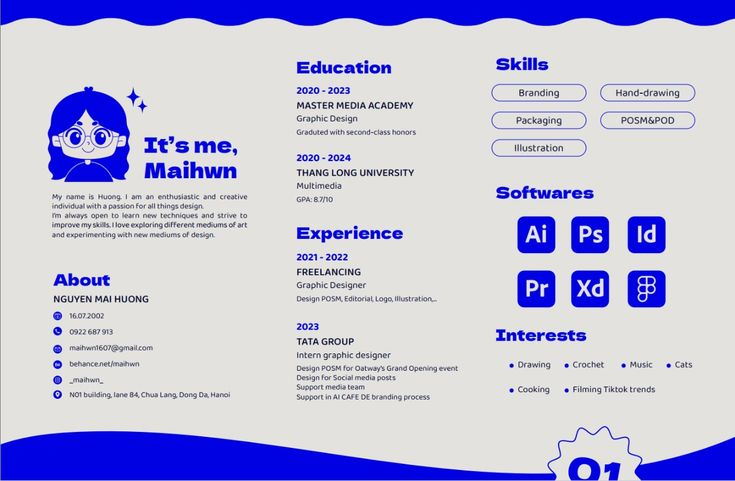 It's me,
Maihwn
My name is Huong. I am an enthusiastic and creative
individual with a passion for all things design.
I'm always open to learn new techniques and strive to
improve my skills. I love exploring different mediums of art
and experimenting with new mediums of design.
About
NGUYEN MAI HUONG
16.07.2002
0922 687 913
maihwn1607@gmail.com
behance.net/maihwn
_maihwn_
N01 building, lane 84, Chua Lang, Dong Da, Hanoi
Education
2020 - 2023
MASTER MEDIA ACADEMY
Graphic Design
Graduted with second-class honors
2020 - 2024
THANG LONG UNIVERSITY
Multimedia
GPA: 8.7/10
Experience
2021 - 2022
FREELANCING
Graphic Designer
Design POSM, Editorial, Logo, Illustration,...
2023
TATA GROUP
Intern graphic designer
Design POSM for Oatway's Grand Opening event
Design for Social media posts
Support media team
Support in AI CAFE DE branding process
Skills
Branding
Hand-drawing
Packaging
POSM&POD
Illustration
Softwares
Ai Ps Id
Pr Xd
Interests
Drawing
Crochet
Music
Cats
Cooking
Filming Tiktok trends
01